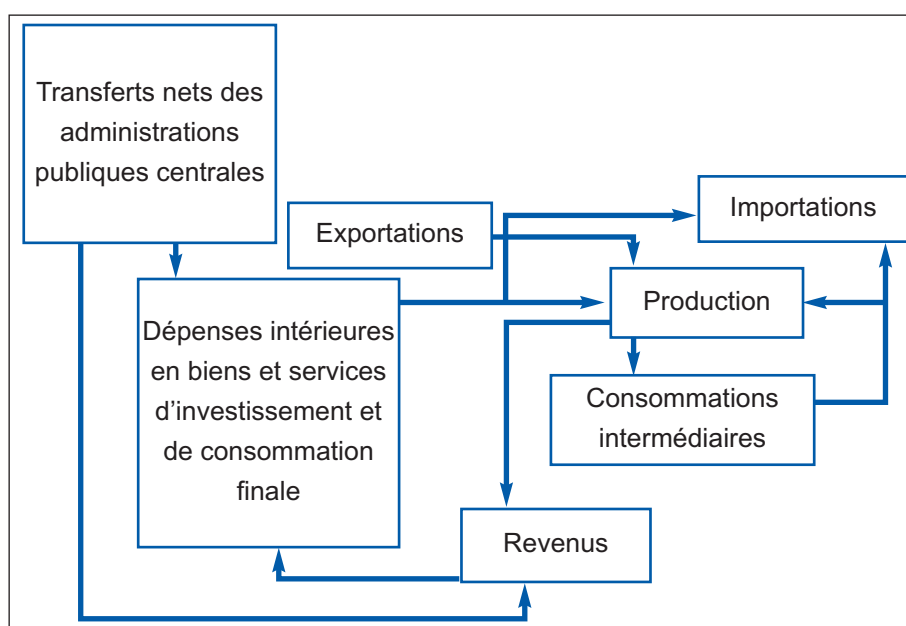 Transferts nets des
administrations
publiques centrales
Exportations
Importations
Dépenses intérieures
en biens et services
d’investissement et
de consommation
finale
Production
Consommations
intermédiaires
Revenus